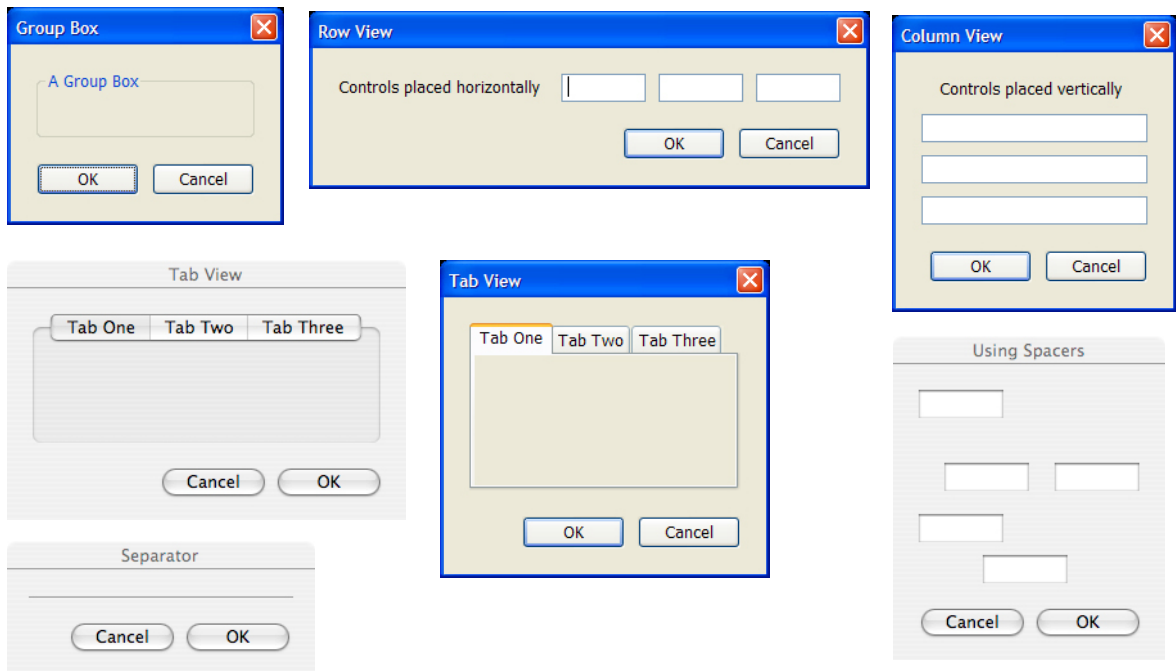 Group Box
A Group Box
OK Cancel
Row View
Controls placed horizontally
OK Cancel
Column View
Controls placed vertically
OK Cancel
Tab View
Tab One Tab Two Tab Three
Cancel OK
Tab View
Tab One Tab Two Tab Three
OK Cancel
Using Spacers
Cancel OK
Separator
Cancel OK